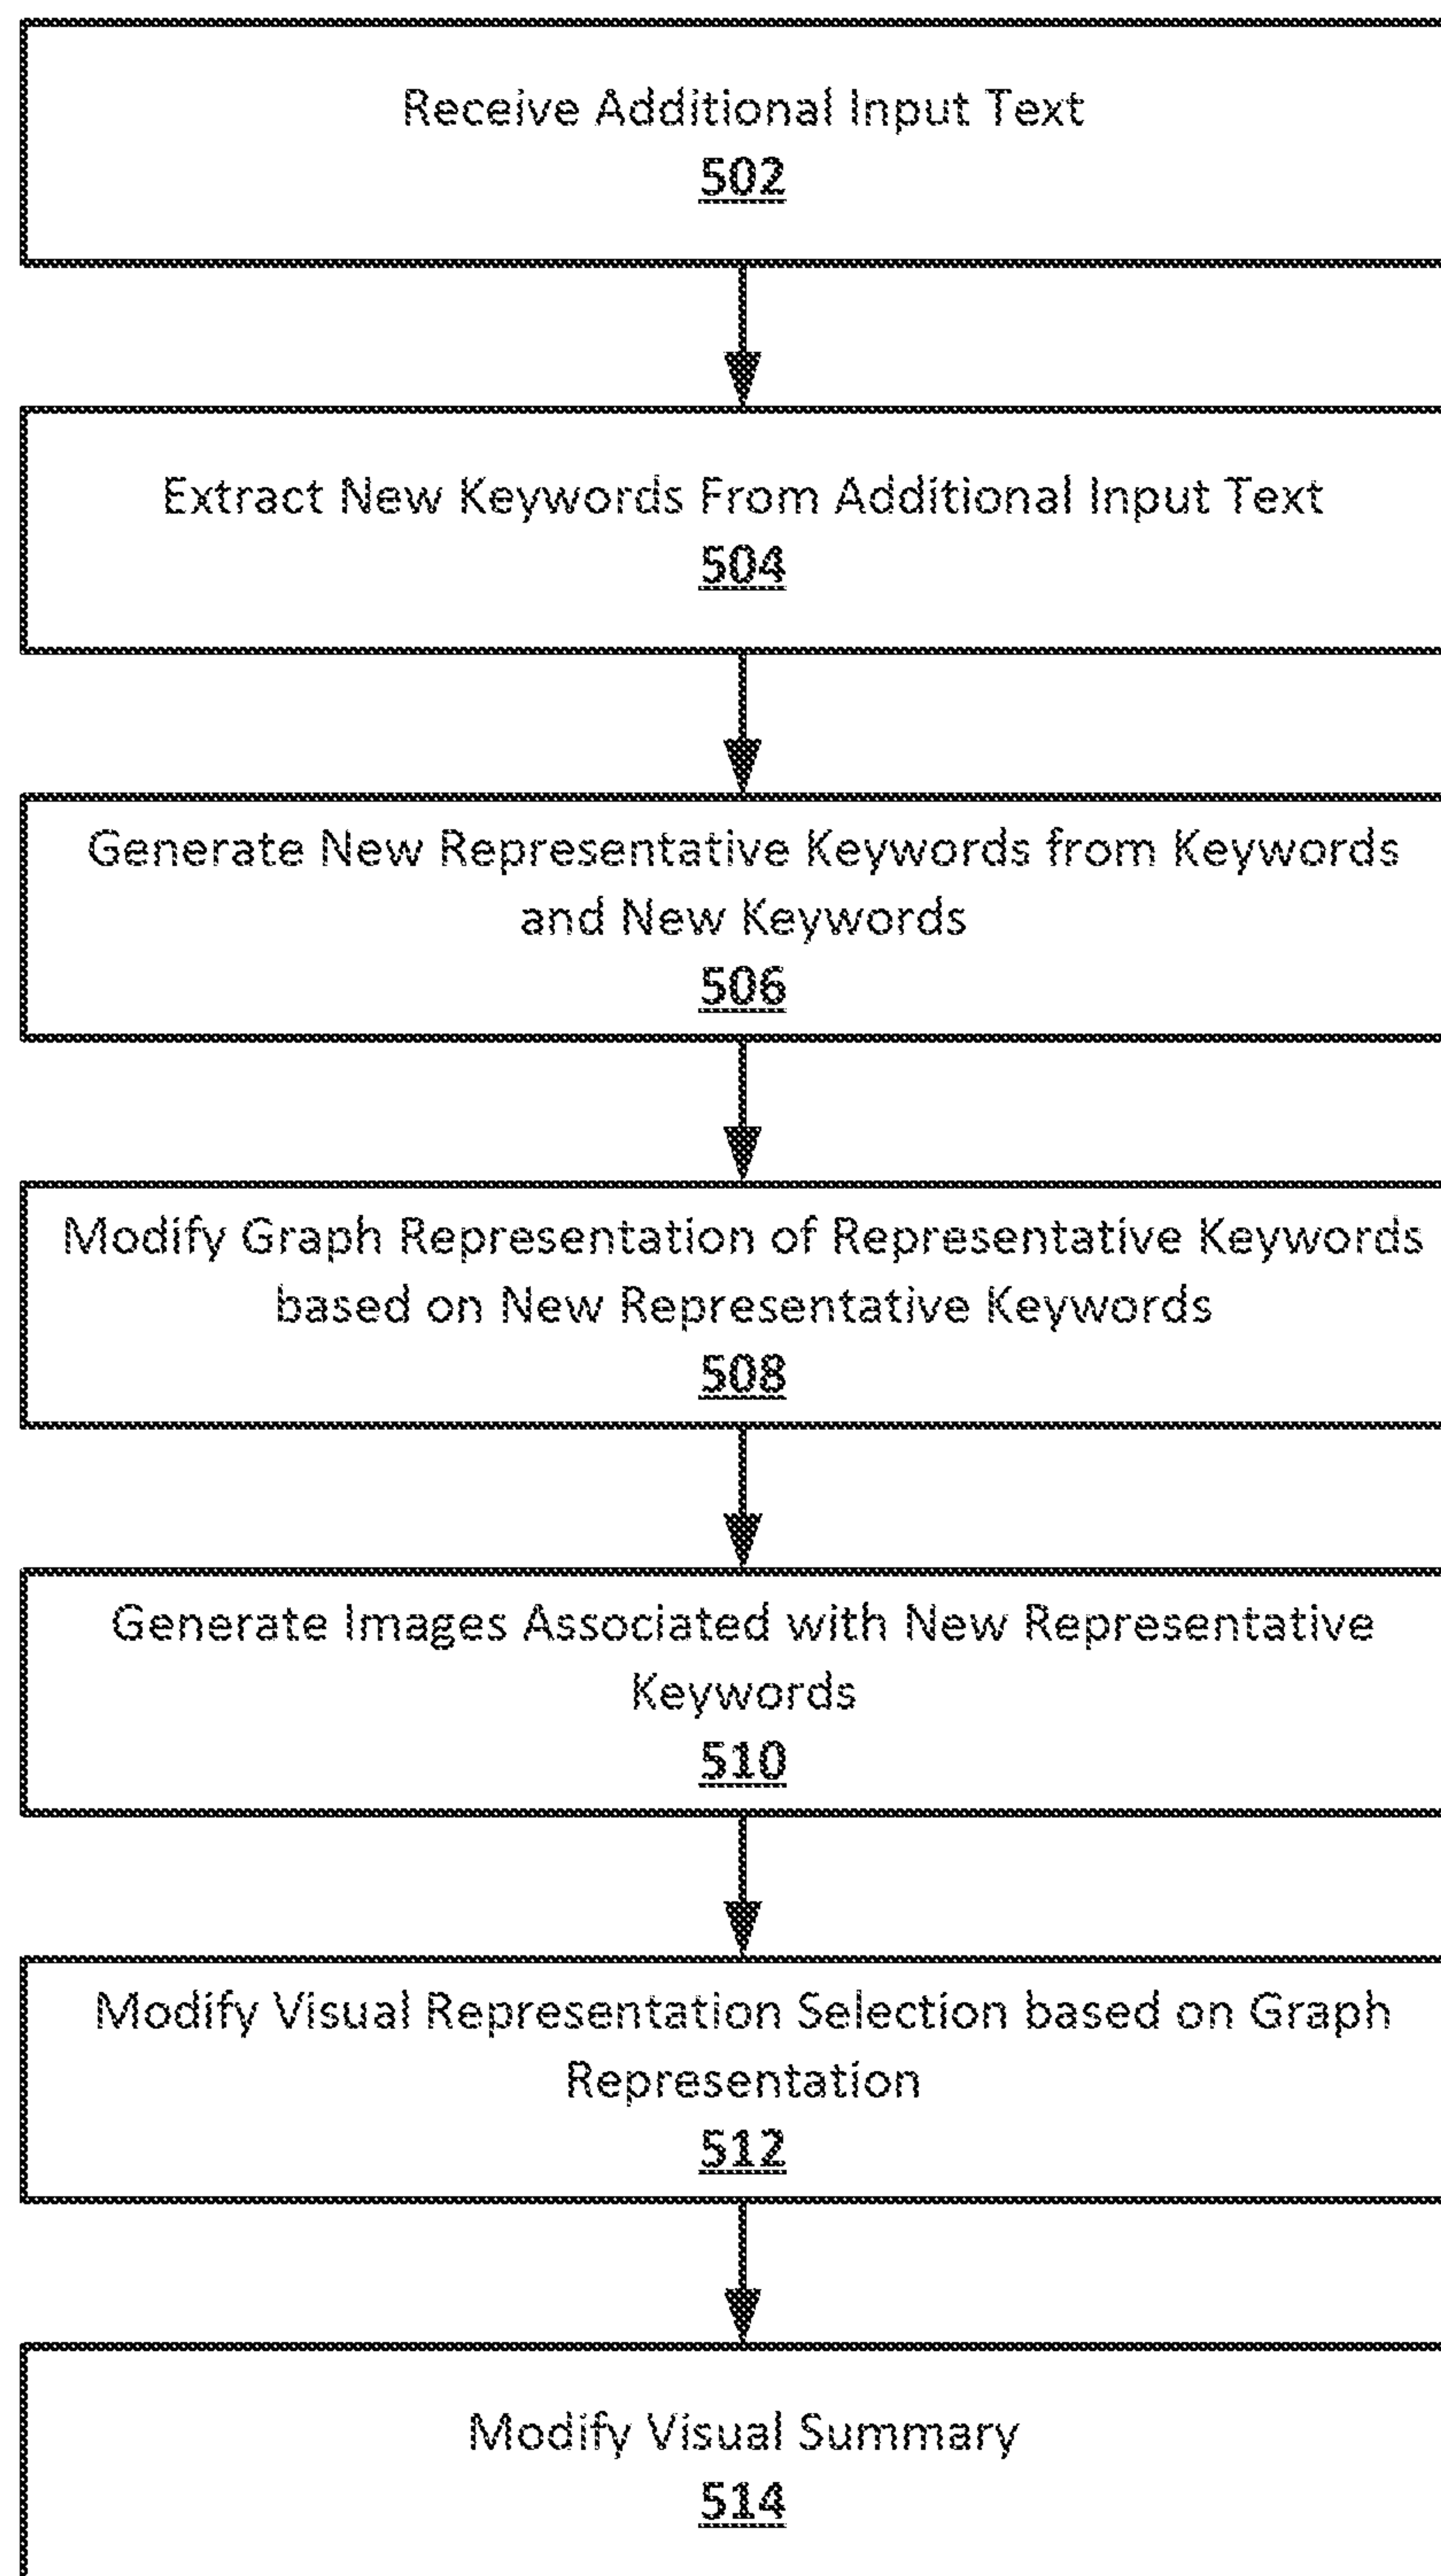 Receive Additional Input Text
502
Extract New Keywords From Additional Input Text
504
Generate New Representative Keywords from Keywords
and New Keywords
506
Modify Graph Representation of Representative Keywords
based on New Representative Keywords
508
Generate Images Associated with New Representative
Keywords
510
Modify Visual Representation Selection based on Graph
Representation
512
Modify Visual Summary
514